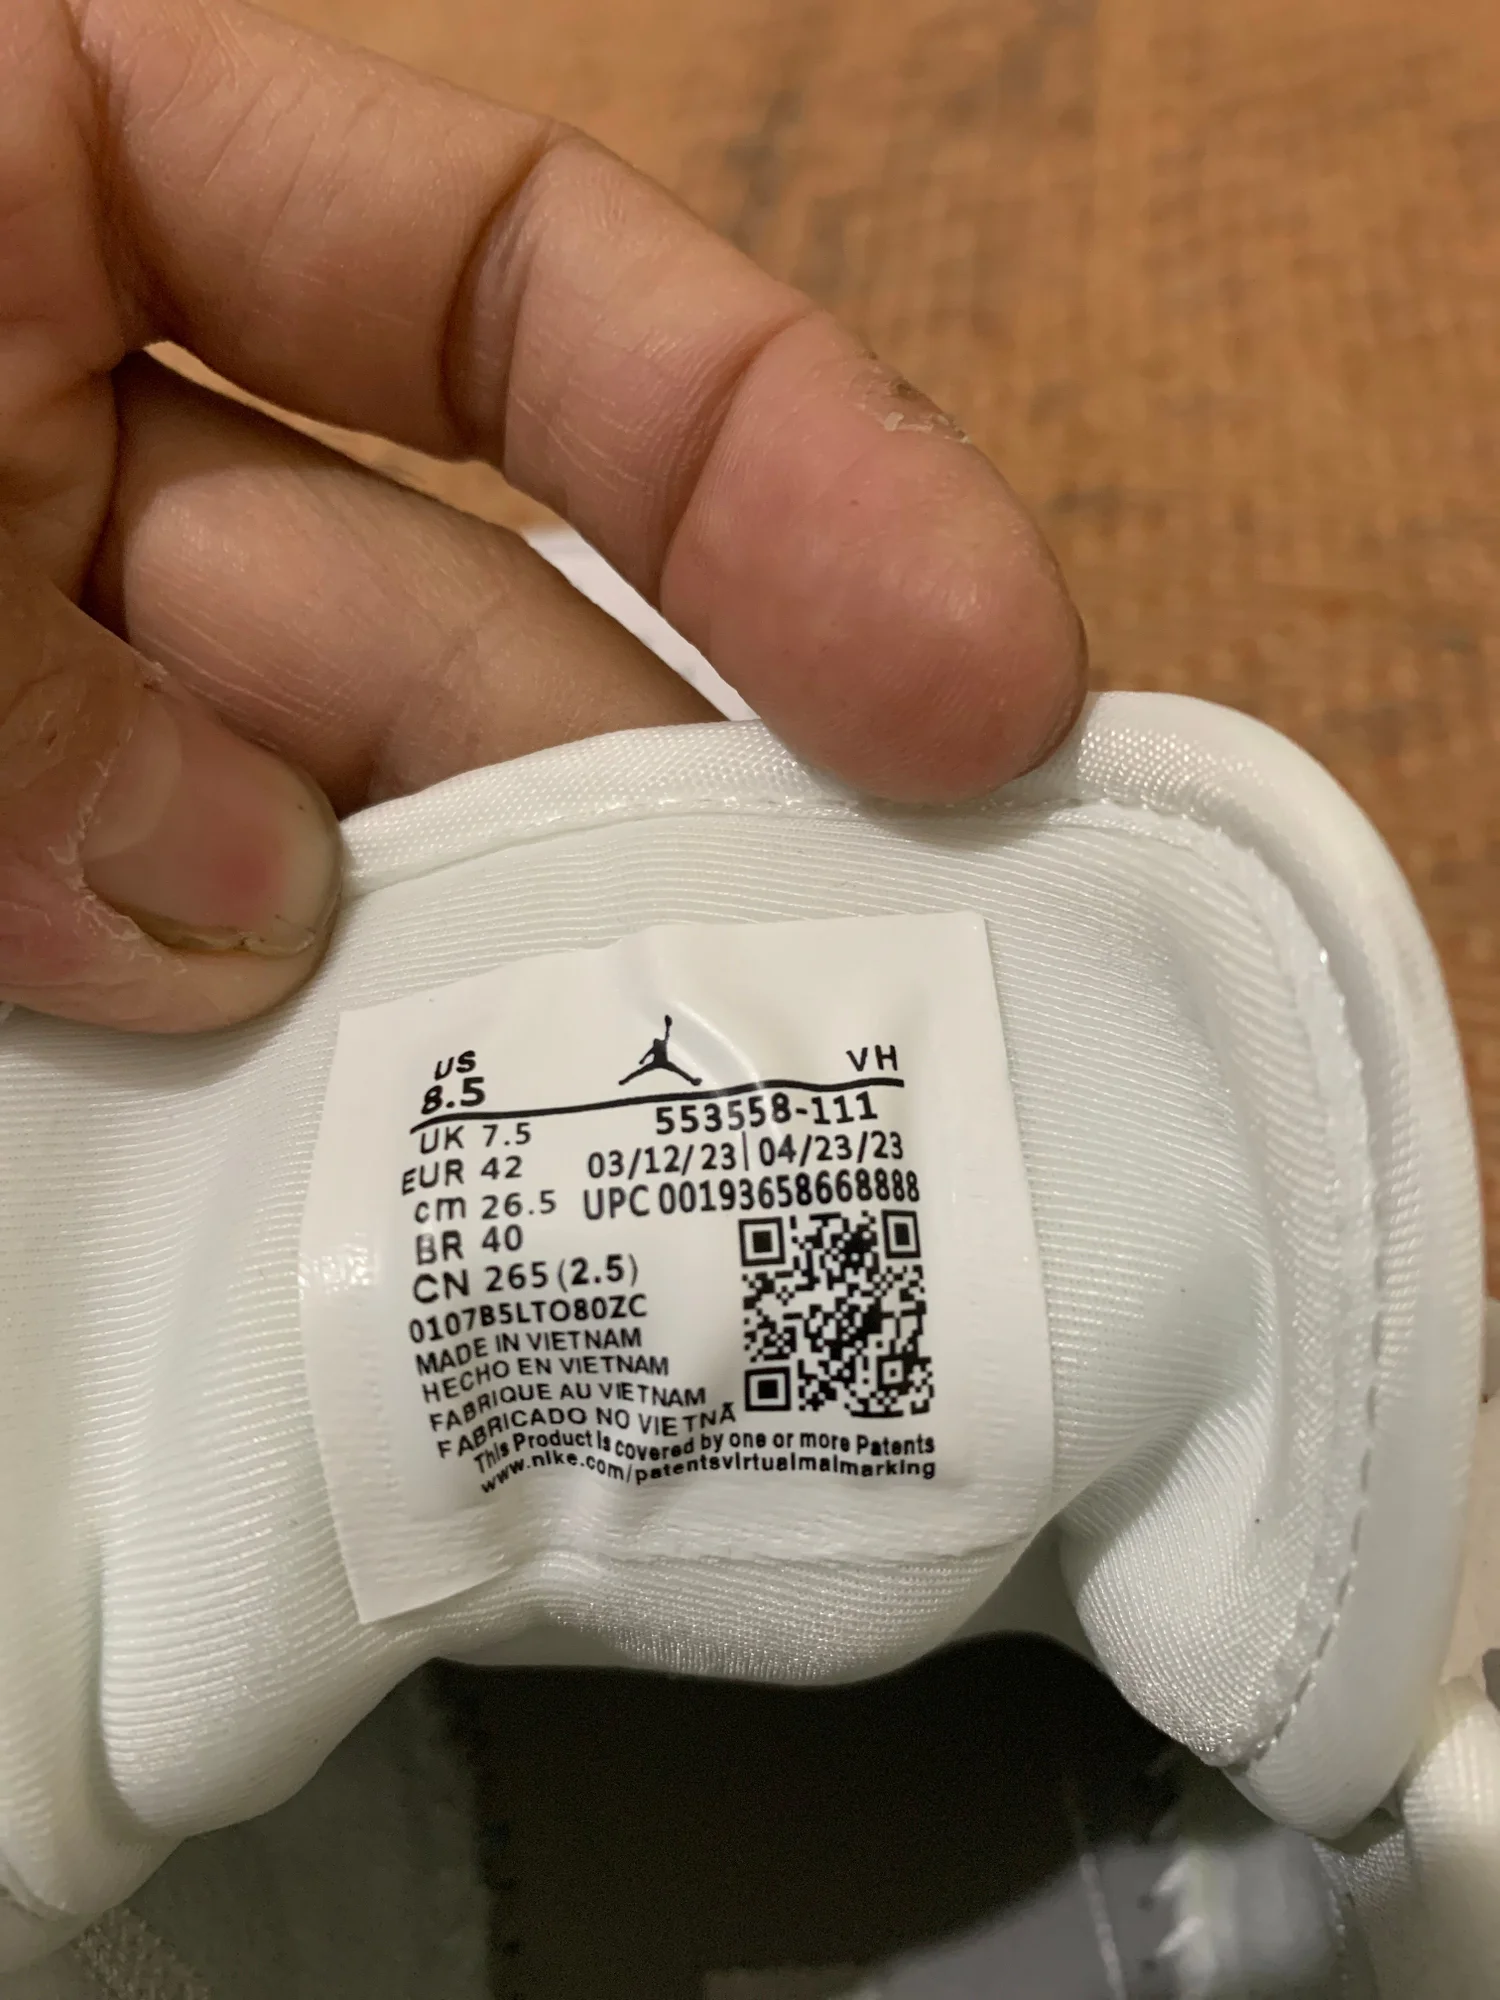 US VH
8.5
UK 7.5 553558-111
EUR 42 03/12/23|04/23/23
cm 26.5 UPC 00193658668888
BR 40
CN 265(2.5)
0107B5LTO80ZC
MADE IN VIETNAM
HECHO EN VIETNAM
FABRIQUE AU VIETNAM
FABRICADO NO VIETNÃ
This Product Is covered by one or more Patents
www.nike.com/patentsvirtualmalmarking